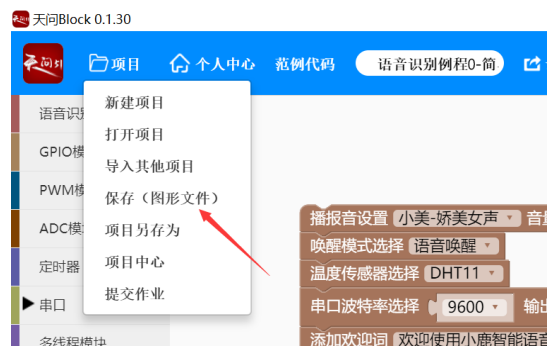 天问Block 0.1.30
天问51 项目 个人中心 范例代码 语音识别例程0-简
新建项目
打开项目
导入其他项目
保存（图形文件）
项目另存为
项目中心
提交作业
语音识
GPIO模
PWM模
ADC模
定时器
串口
多线程模块
播报音设置 小美-娇美女声 音
唤醒模式选择 语音唤醒
温度传感器选择 DHT11
串口波特率选择 9600 输出
添加欢迎词 欢迎使用小鹿智能语音